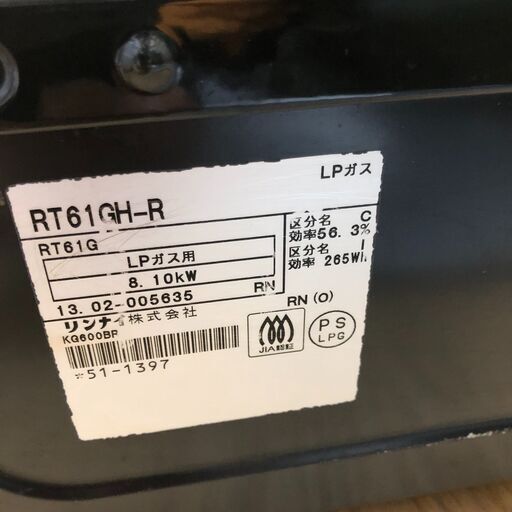 LPガス
RT61GH-R
RT61G
LPガス用
8.10kW
13.02-005635 RN
リンナイ株式会社
KG600BP
51-1397
区分名 C
効率56.3%
区分名 I
効率 265Wh
RN(O)
JIA認証
PS
LPG